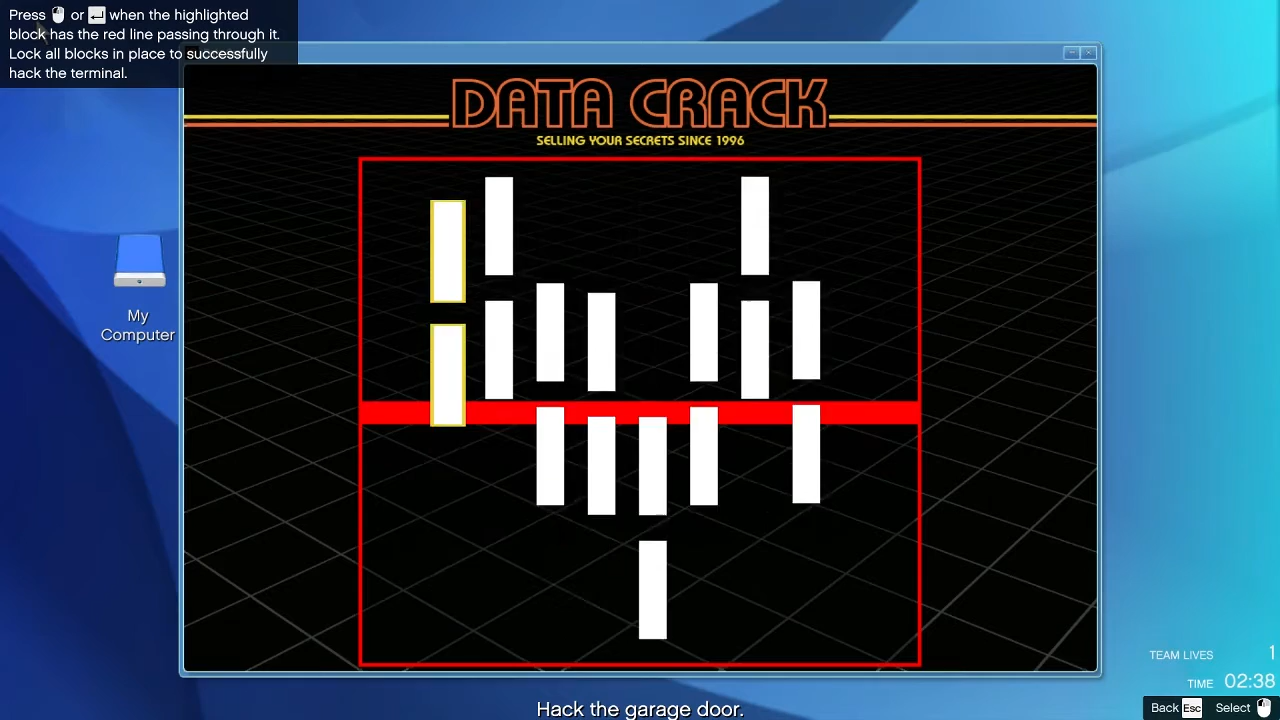 Press or when the highlighted
block has the red line passing through it.
Lock all blocks in place to successfully
hack the terminal.
DATA CRACK
SELLING YOUR SECRETS SINCE 1996
My
Computer
TEAM LIVES 1
TIME 02:38
Back Esc Select
Hack the garage door.